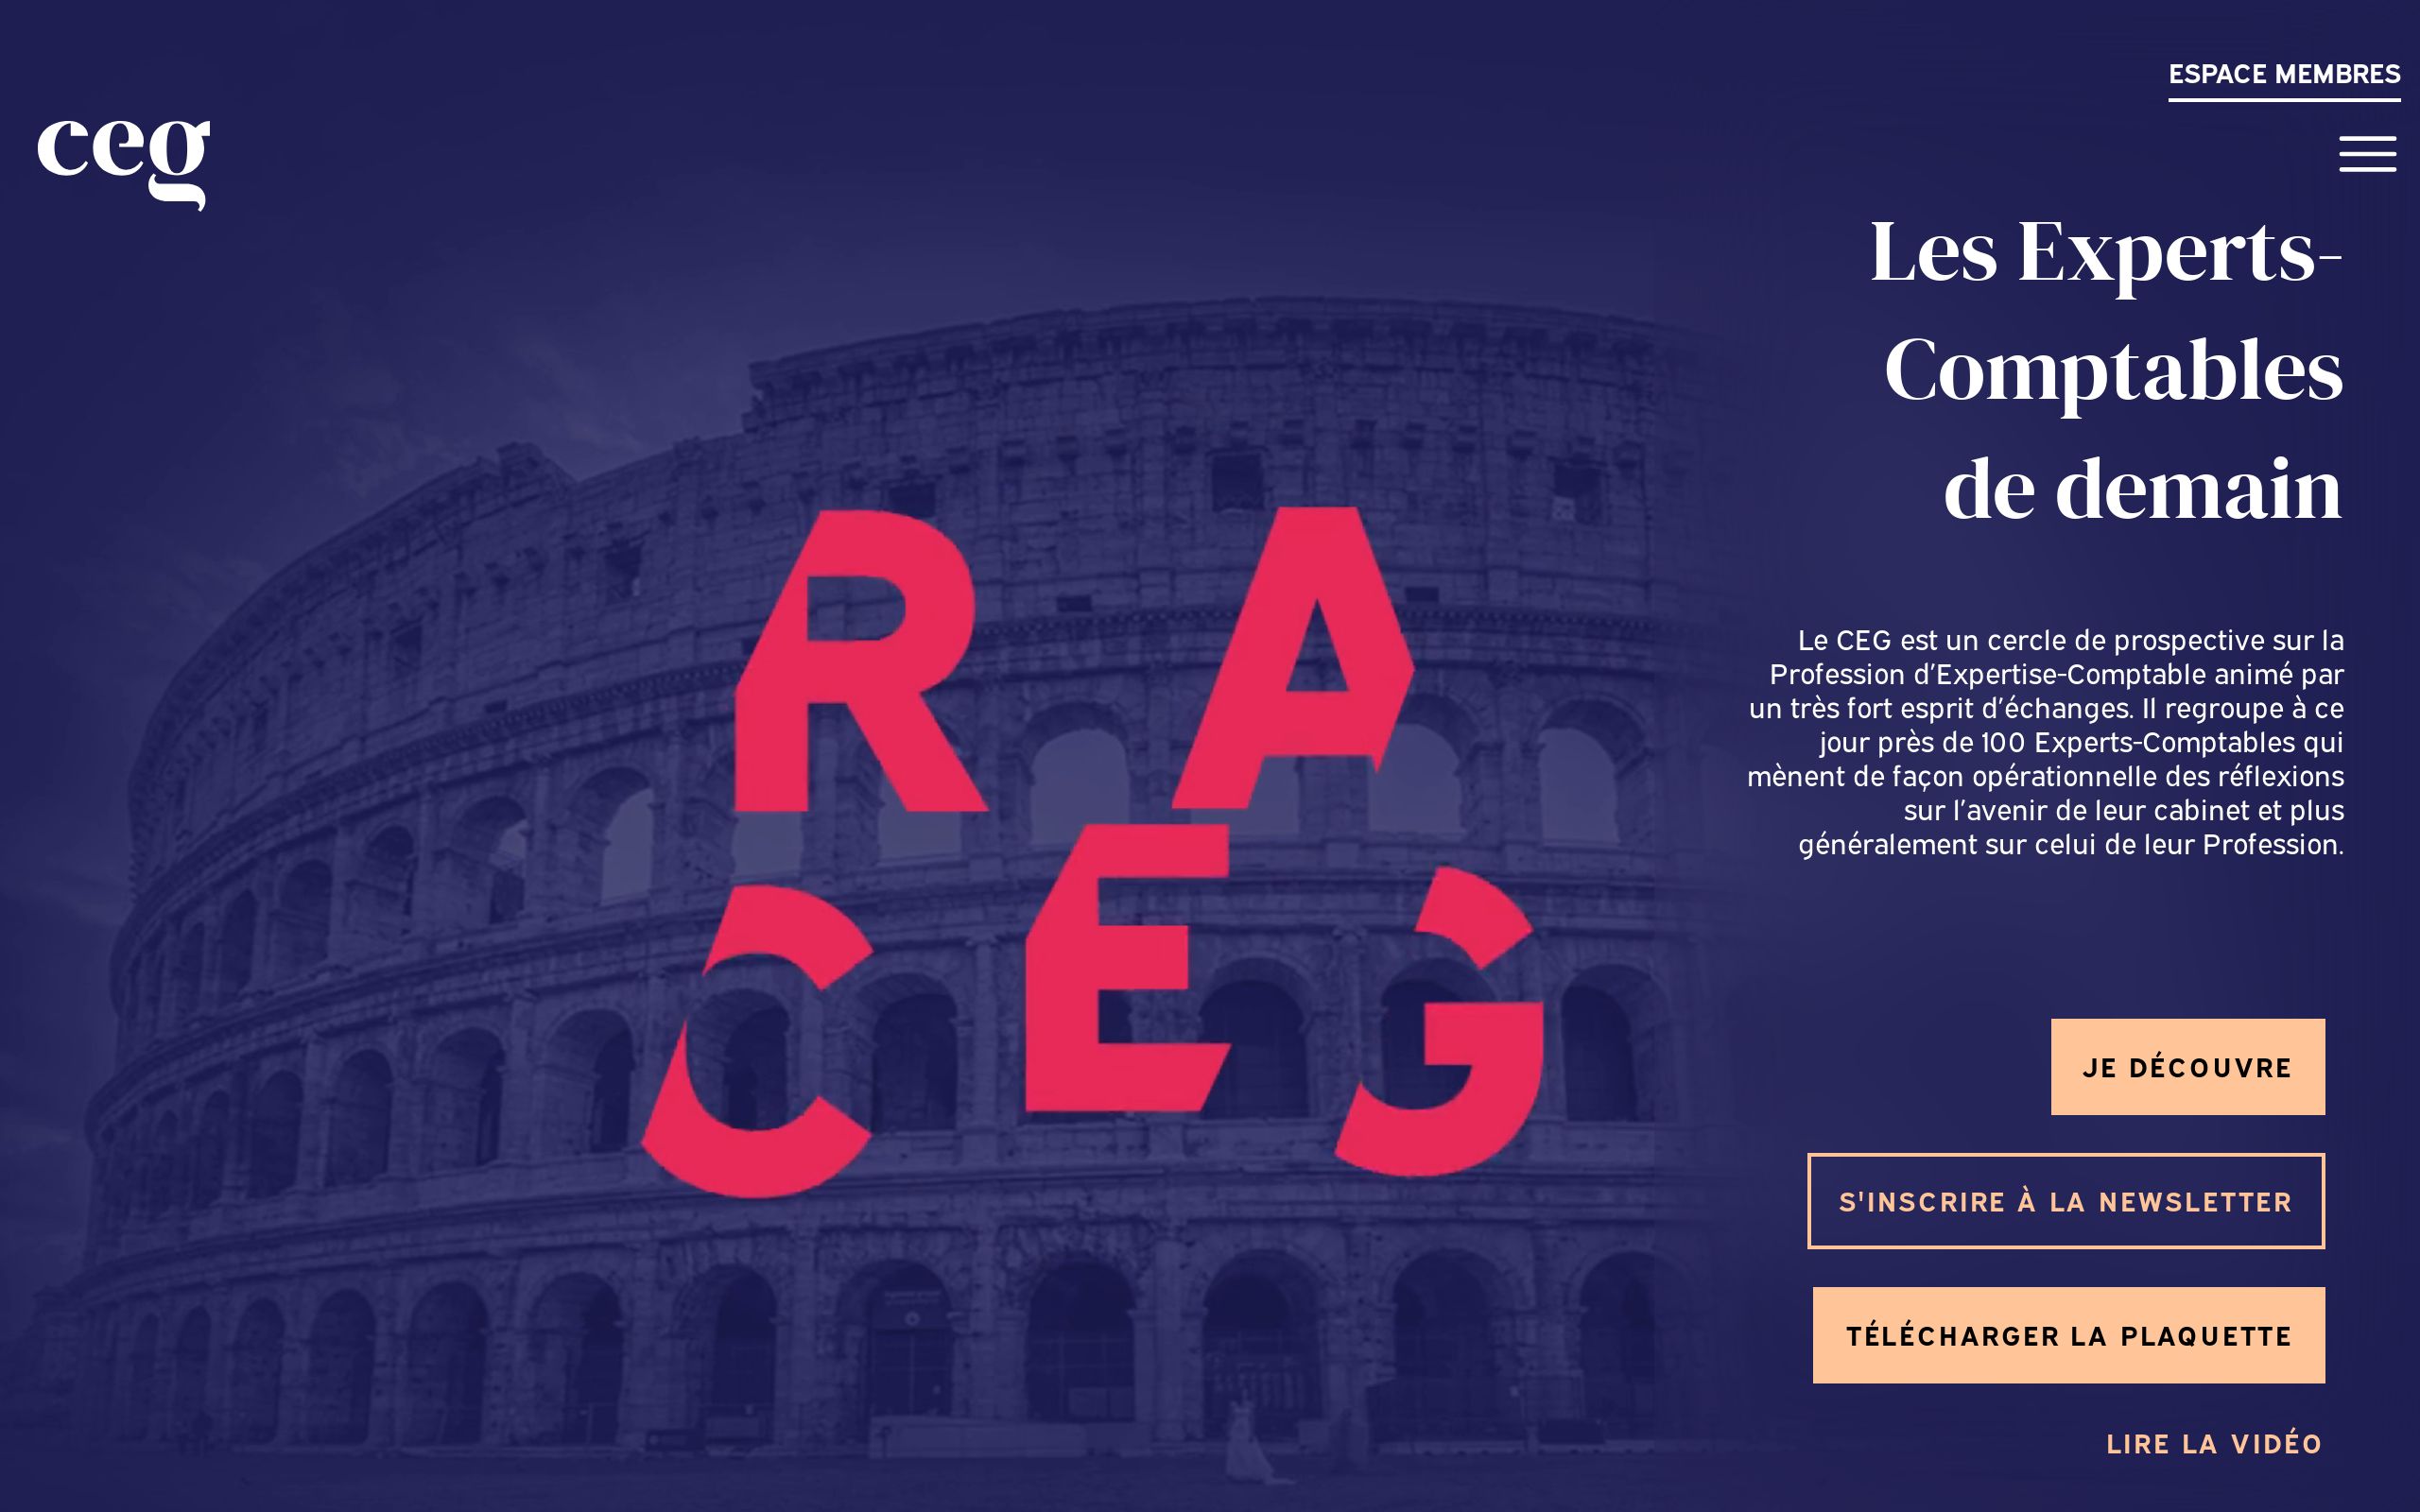 ESPACE MEMBRES
ceg
Les Experts-
Comptables
de demain
R A
C E G
Le CEG est un cercle de prospective sur la
Profession d'Expertise-Comptable animé par
un très fort esprit d'échanges. Il regroupe à ce
jour près de 100 Experts-Comptables qui
mènent de façon opérationnelle des réflexions
sur l'avenir de leur cabinet et plus
généralement sur celui de leur Profession.
JE DÉCOUVRE
S'INSCRIRE À LA NEWSLETTER
TÉLÉCHARGER LA PLAQUETTE
LIRE LA VIDÉO